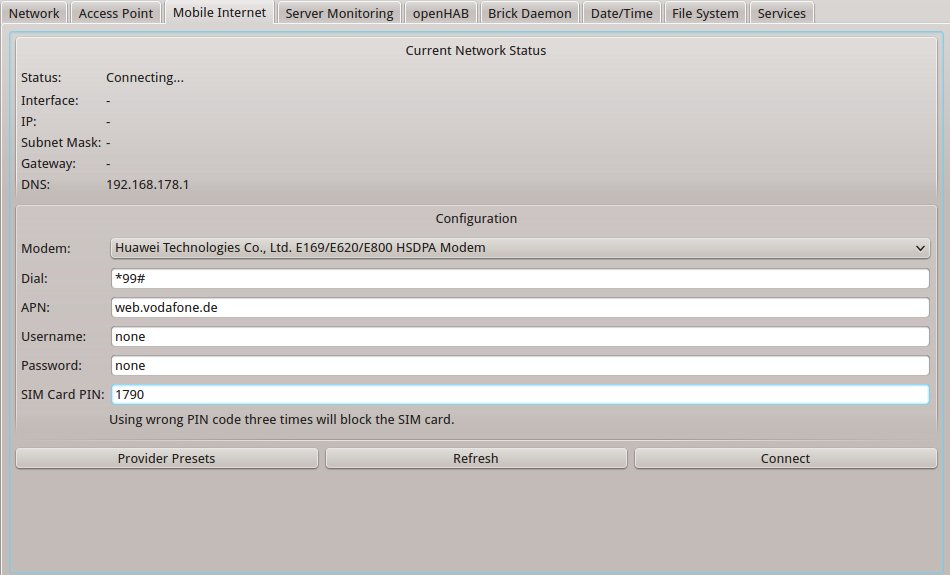 Network Access Point Mobile Internet Server Monitoring openHAB Brick Daemon Date/Time File System Services
Current Network Status
Status: Connecting...
Interface: -
IP: -
Subnet Mask: -
Gateway: -
DNS: 192.168.178.1
Configuration
Modem: Huawei Technologies Co., Ltd. E169/E620/E800 HSDPA Modem
Dial: *99#
APN: web.vodafone.de
Username: none
Password: none
SIM Card PIN: 1790
Using wrong PIN code three times will block the SIM card.
Provider Presets Refresh Connect